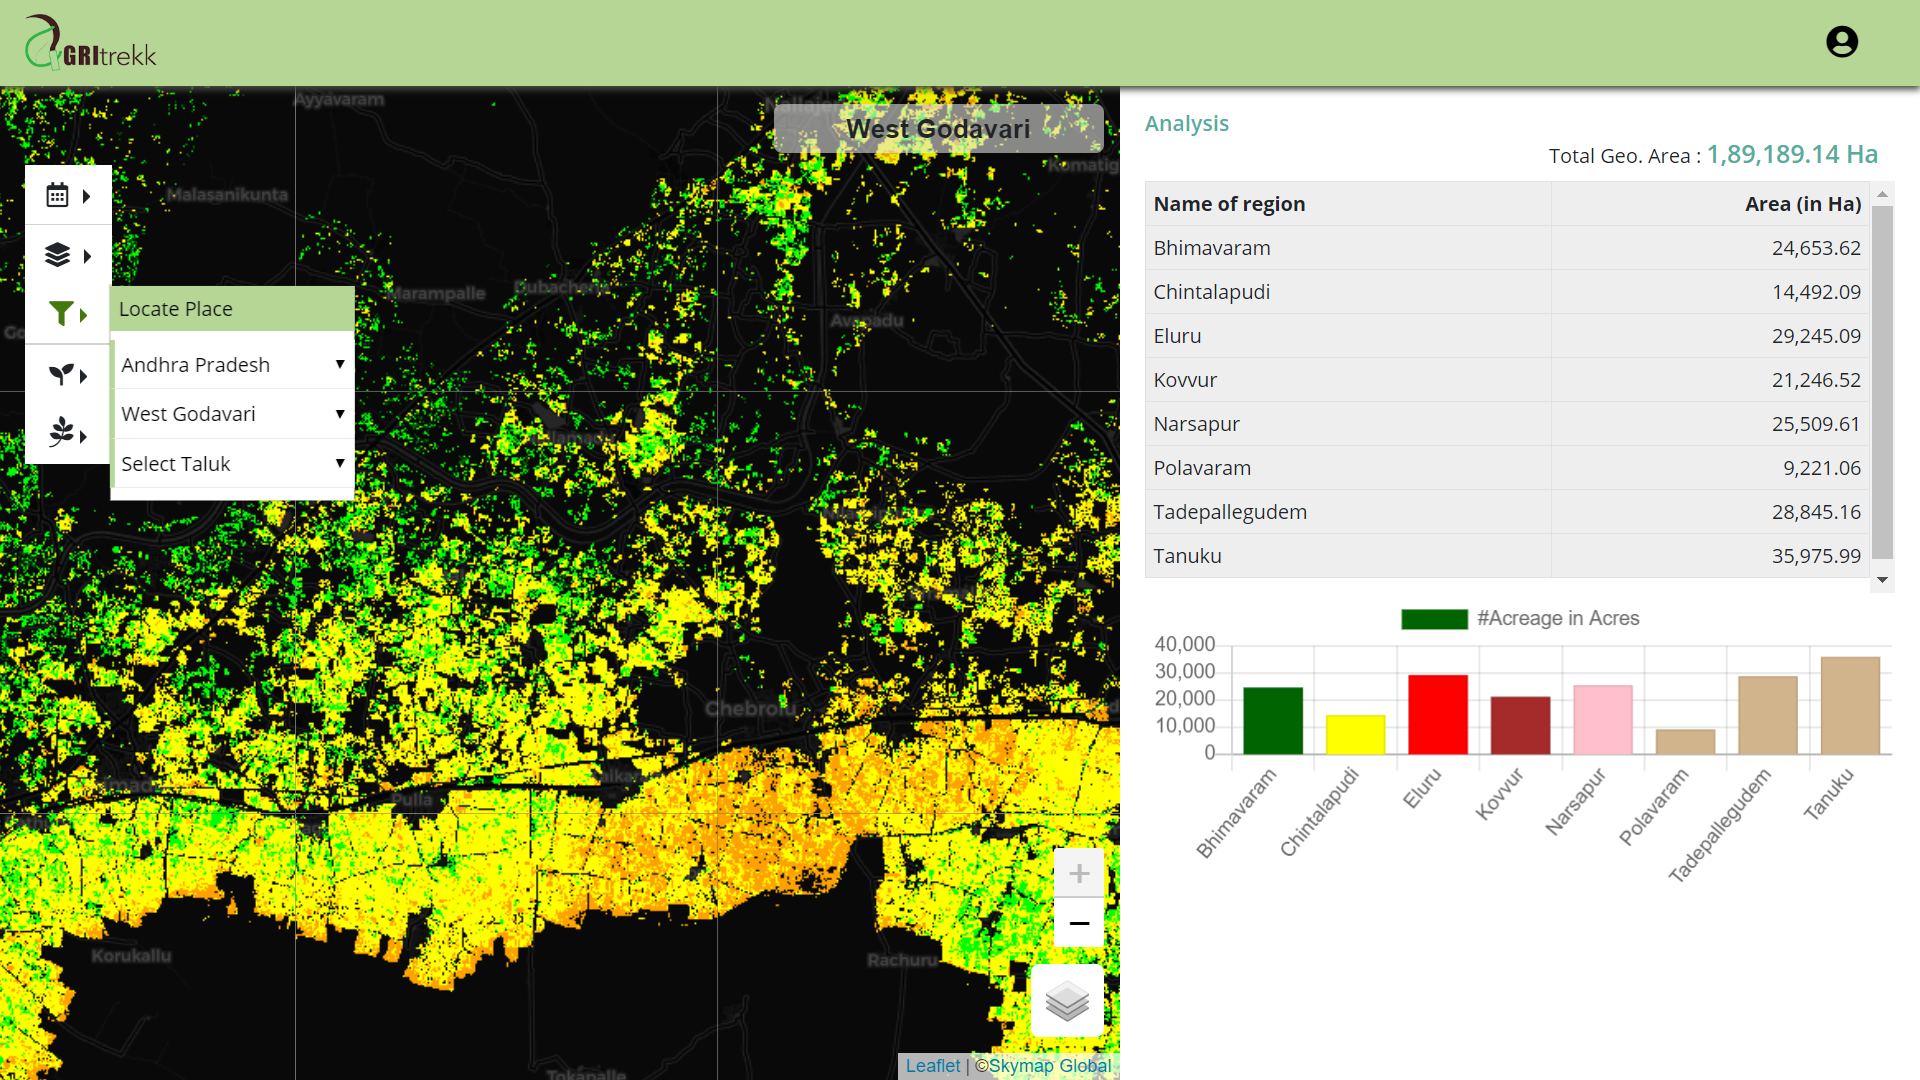 GRItrekk
West Godavari
Ayyavaram
Malasanikunta
Marampalle
Avapadu
Chebrolu
Pulla
Korukallu
Rachuru
Tokapalle
Locate Place
Andhra Pradesh
West Godavari
Select Taluk
+
−
Leaflet | ©Skymap Global
Analysis
Total Geo. Area : 1,89,189.14 Ha
Name of region Area (in Ha)
Bhimavaram 24,653.62
Chintalapudi 14,492.09
Eluru 29,245.09
Kovvur 21,246.52
Narsapur 25,509.61
Polavaram 9,221.06
Tadepallegudem 28,845.16
Tanuku 35,975.99
#Acreage in Acres
40,000
30,000
20,000
10,000
0
Bhimavaram
Chintalapudi
Eluru
Kovvur
Narsapur
Polavaram
Tadepallegudem
Tanuku